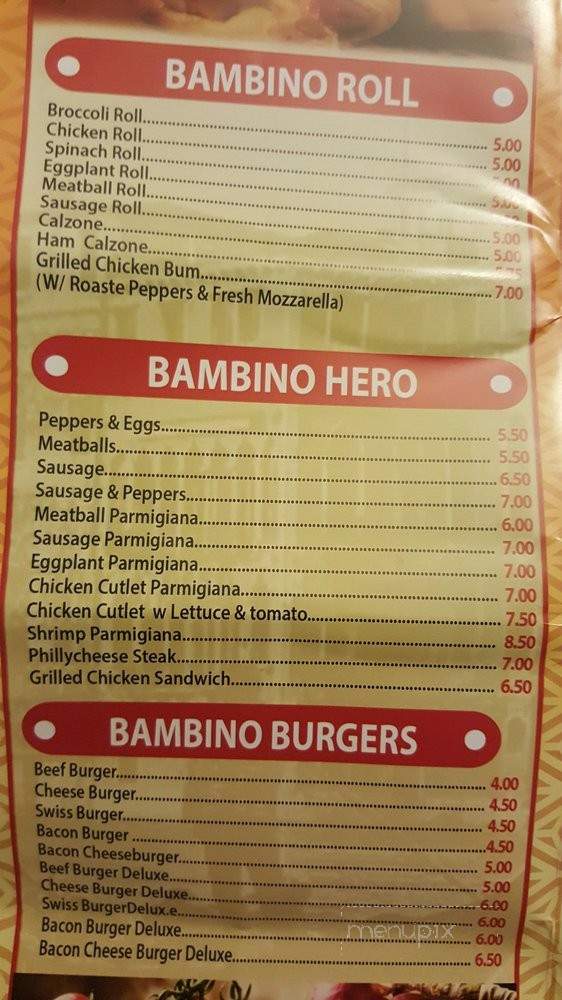 BAMBINO ROLL
Broccoli Roll 5.00
Chicken Roll 5.00
Spinach Roll
Eggplant Roll 5.00
Meatball Roll
Sausage Roll 5.00
Calzone 5.00
Ham Calzone
Grilled Chicken Bum 7.00
(W/ Roaste Peppers & Fresh Mozzarella)
BAMBINO HERO
Peppers & Eggs 5.50
Meatballs 5.50
Sausage 6.50
Sausage & Peppers 7.00
Meatball Parmigiana 6.00
Sausage Parmigiana 7.00
Eggplant Parmigiana 7.00
Chicken Cutlet Parmigiana 7.00
Chicken Cutlet w Lettuce & tomato 7.50
Shrimp Parmigiana 8.50
Phillycheese Steak 7.00
Grilled Chicken Sandwich 6.50
BAMBINO BURGERS
Beef Burger 4.00
Cheese Burger 4.50
Swiss Burger 4.50
Bacon Burger 4.50
Bacon Cheeseburger 5.00
Beef Burger Deluxe 5.00
Cheese Burger Deluxe 6.00
Swiss BurgerDelux.e 6.00
Bacon Burger Deluxe 6.00
Bacon Cheese Burger Deluxe 6.50
menupix